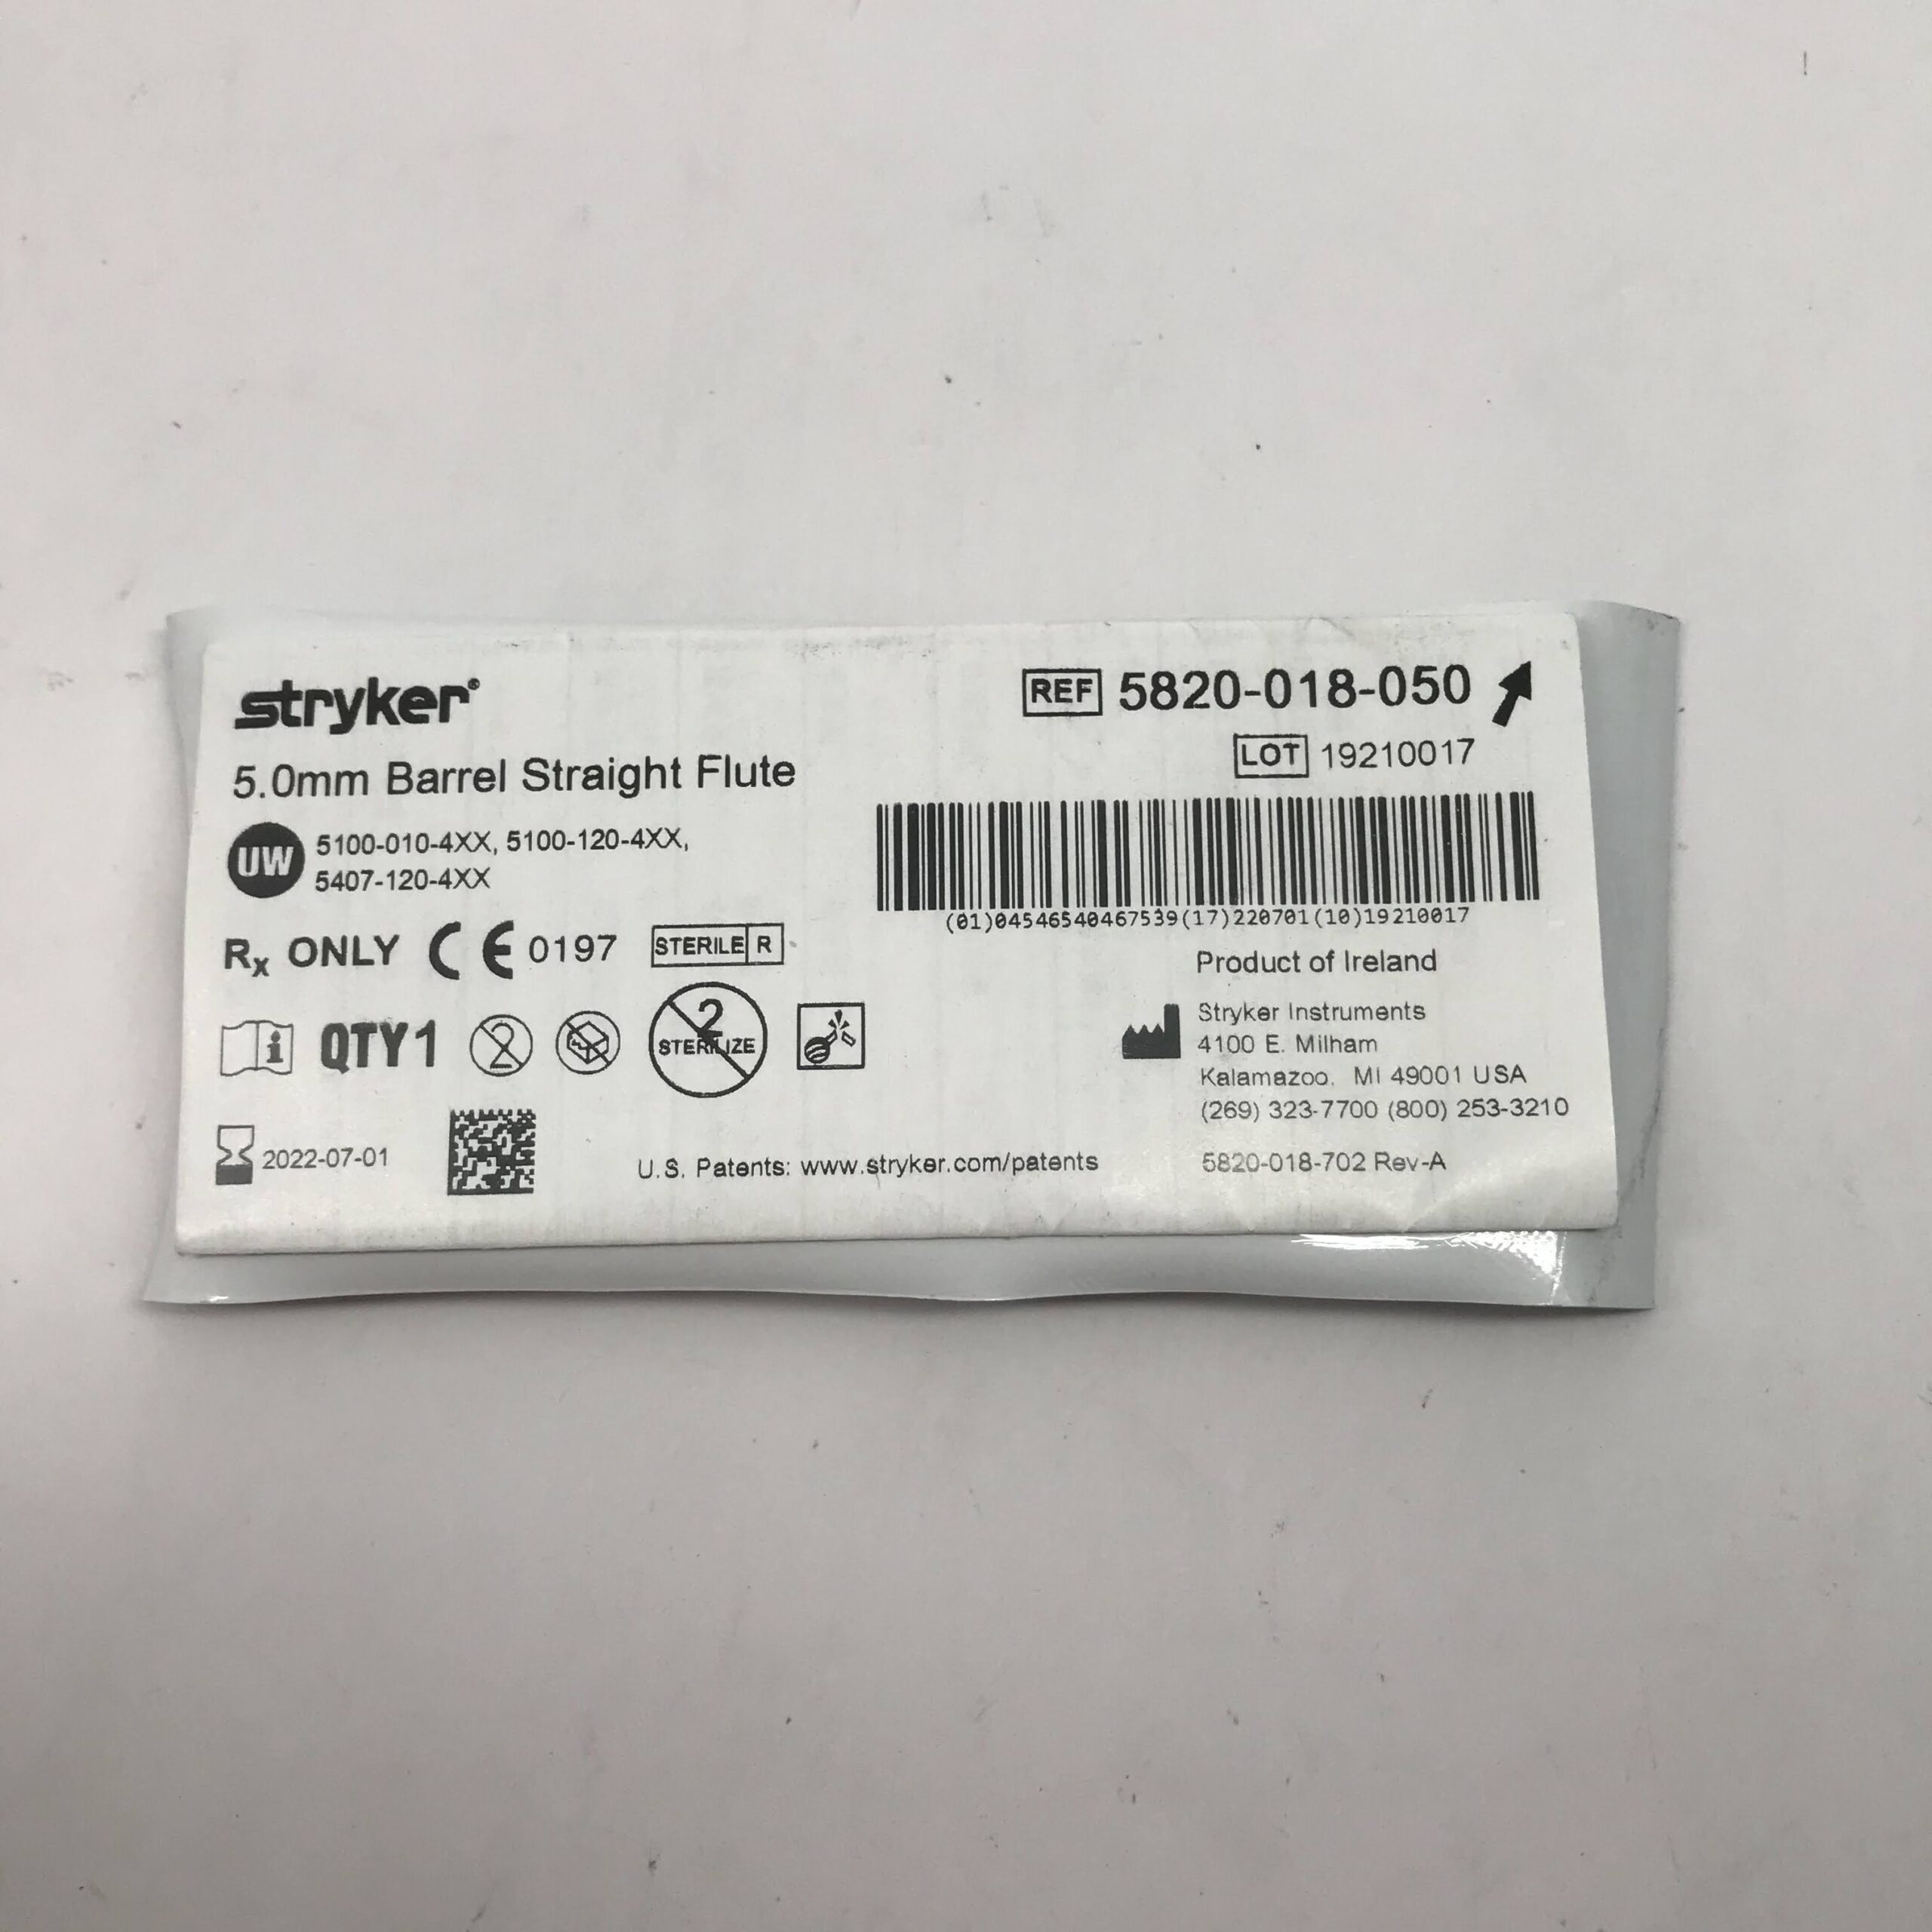 stryker®
5.0mm Barrel Straight Flute
UW 5100-010-4XX, 5100-120-4XX,
5407-120-4XX
Rx ONLY CE 0197 STERILE R
i QTY1 2 2 STERILIZE
2022-07-01
U.S. Patents: www.stryker.com/patents
REF 5820-018-050
LOT 19210017
(01)04546540467539(17)220701(10)19210017
Product of Ireland
Stryker Instruments
4100 E. Milham
Kalamazoo, MI 49001 USA
(269) 323-7700 (800) 253-3210
5820-018-702 Rev-A